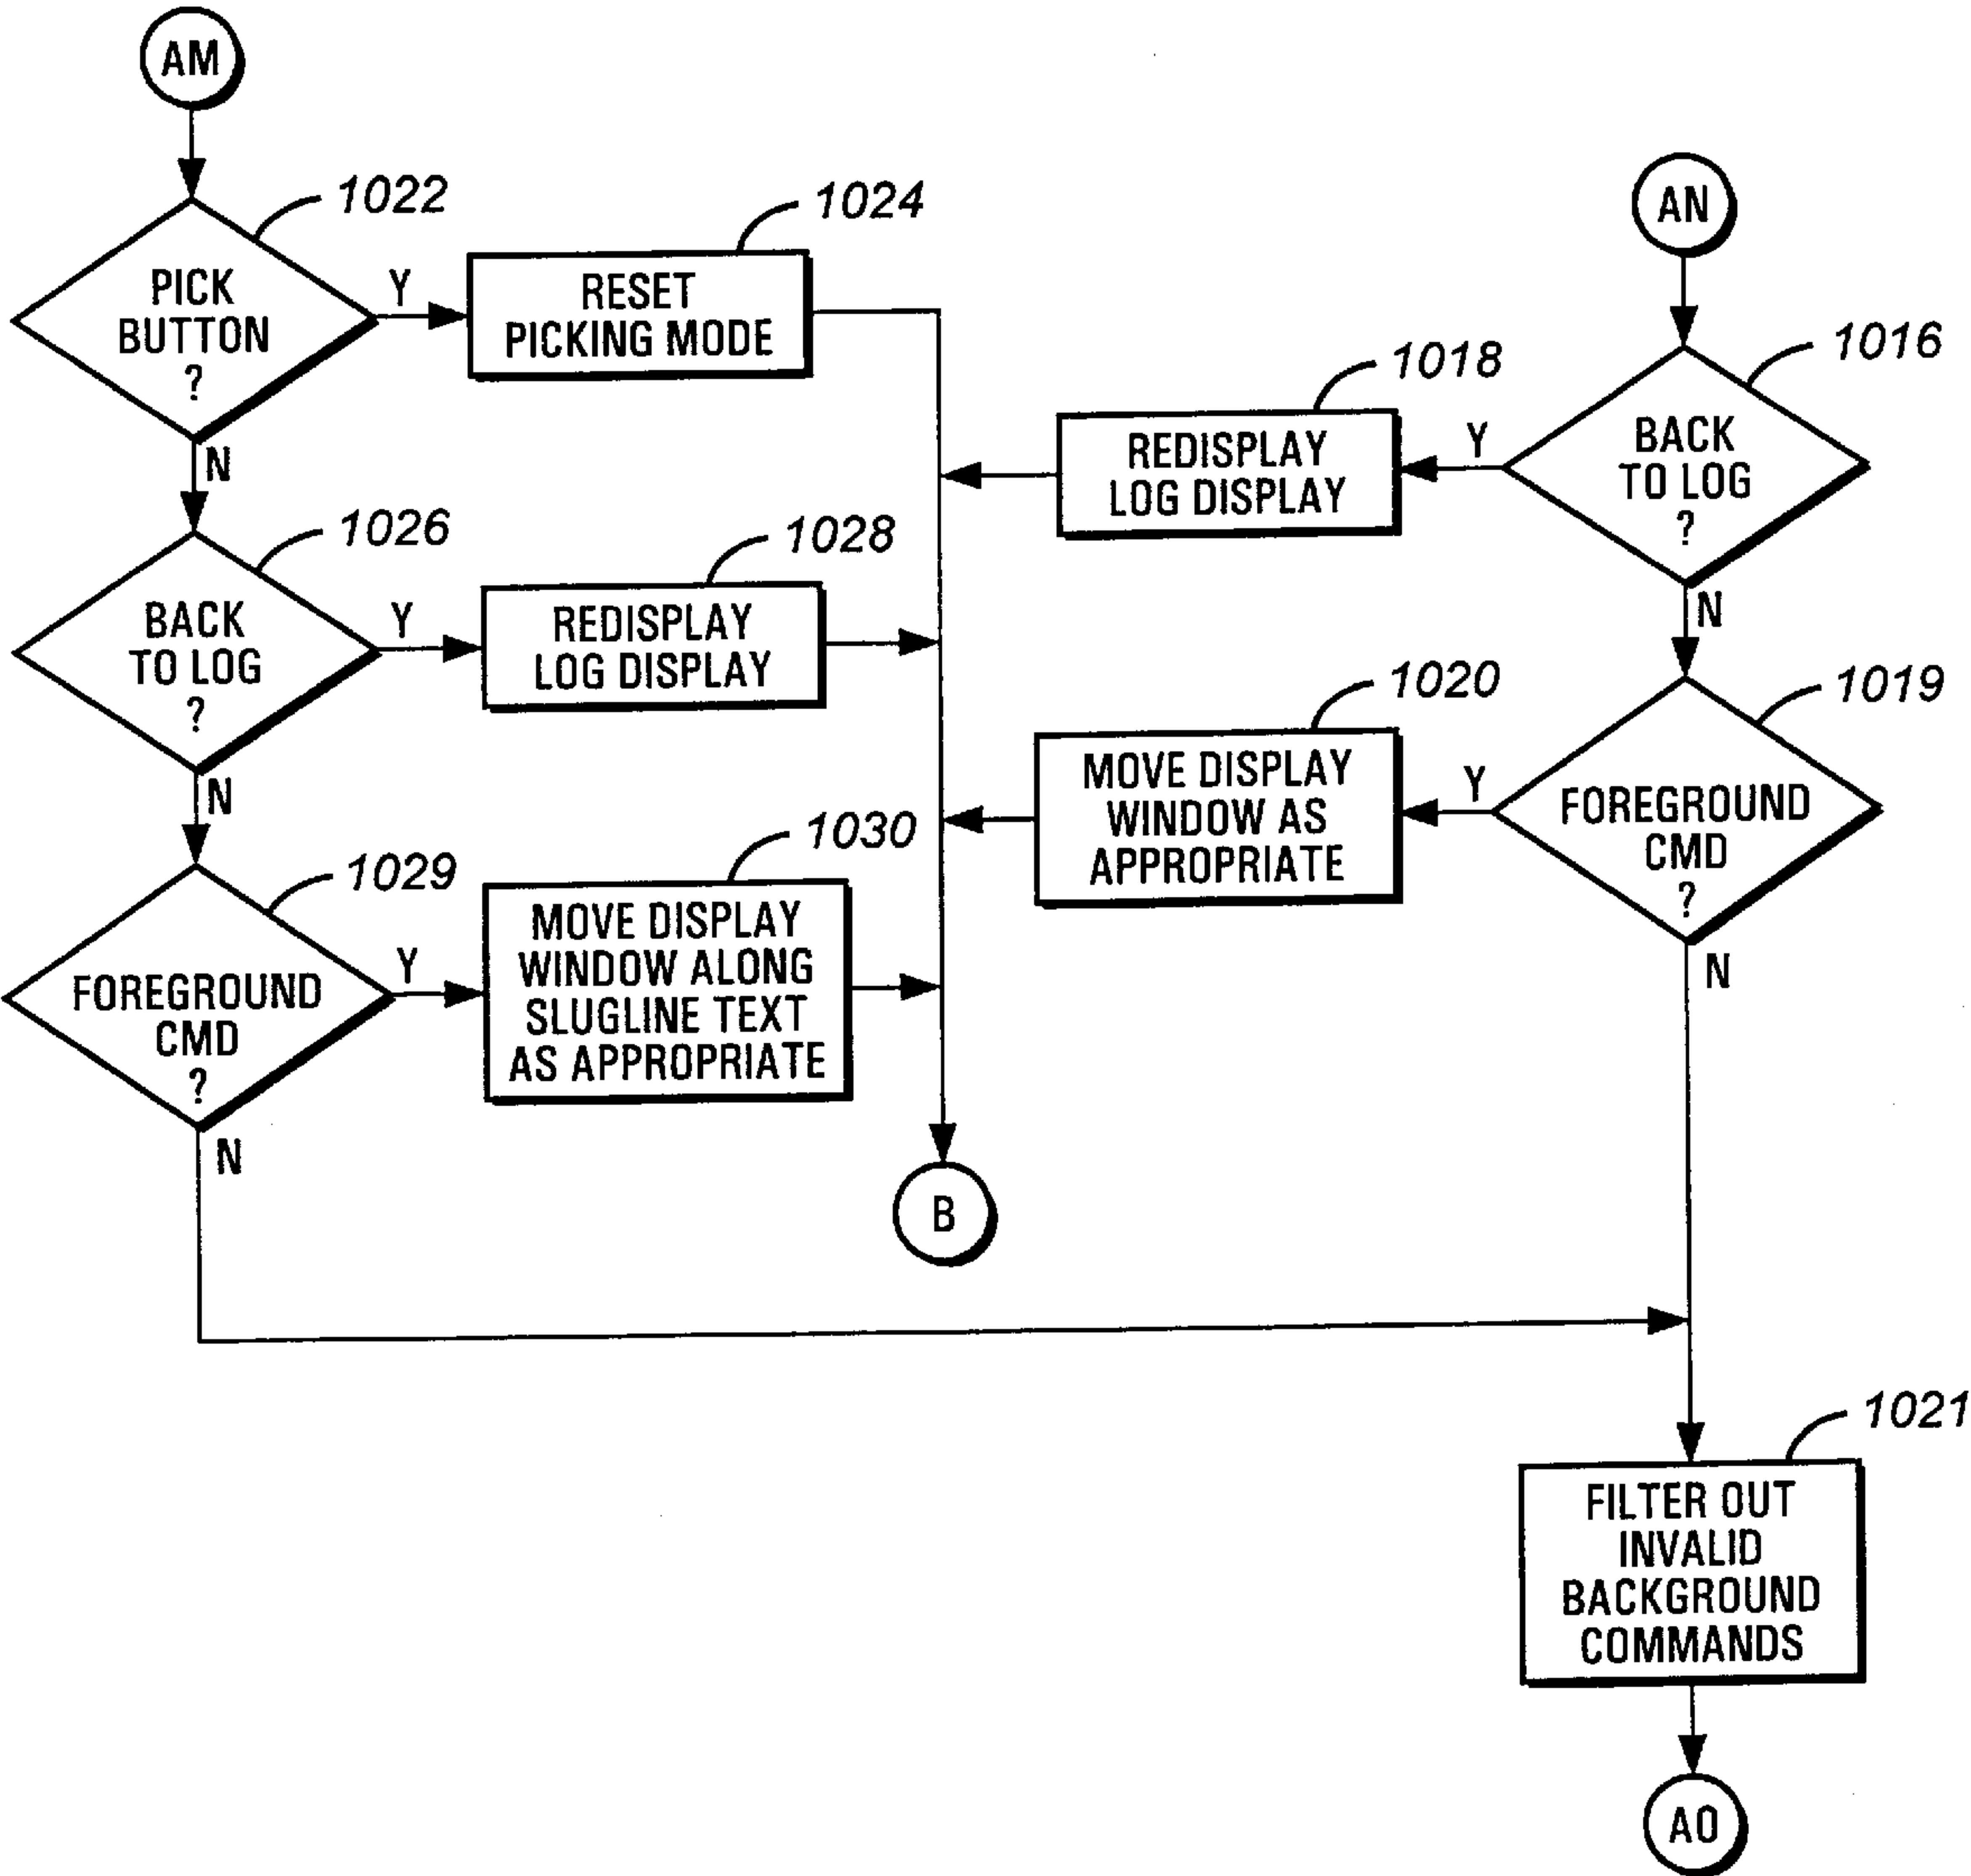 AM
1022
PICK
BUTTON
?
Y
N
1024
RESET
PICKING MODE
1026
BACK
TO LOG
?
Y
N
1028
REDISPLAY
LOG DISPLAY
1029
FOREGROUND
CMD
?
Y
N
1030
MOVE DISPLAY
WINDOW ALONG
SLUGLINE TEXT
AS APPROPRIATE
B
AN
1016
BACK
TO LOG
?
Y
N
1018
REDISPLAY
LOG DISPLAY
1019
FOREGROUND
CMD
?
Y
N
1020
MOVE DISPLAY
WINDOW AS
APPROPRIATE
1021
FILTER OUT
INVALID
BACKGROUND
COMMANDS
AO